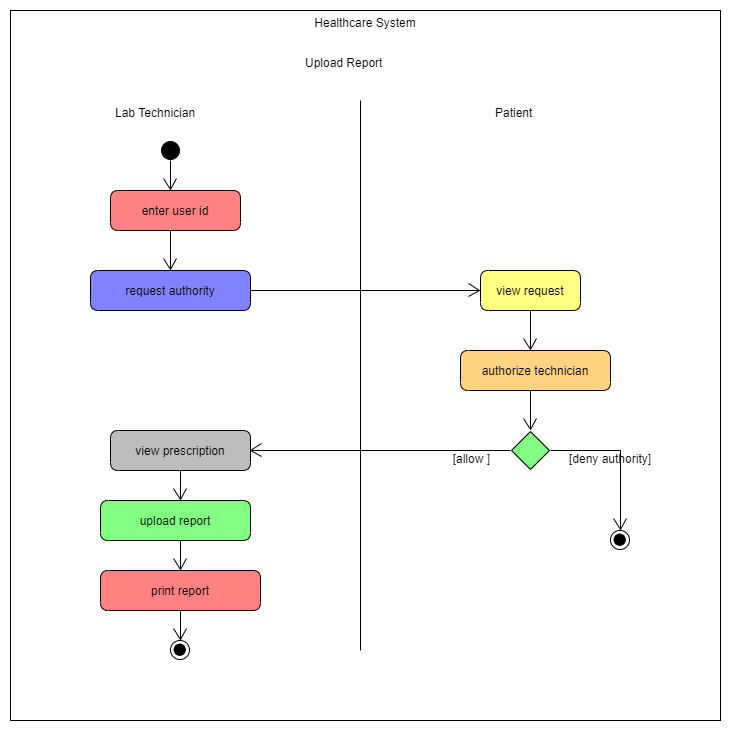 Healthcare System
Upload Report
Lab Technician
Patient
enter user id
request authority
view request
authorize technician
view prescription
[allow ]
[deny authority]
upload report
print report